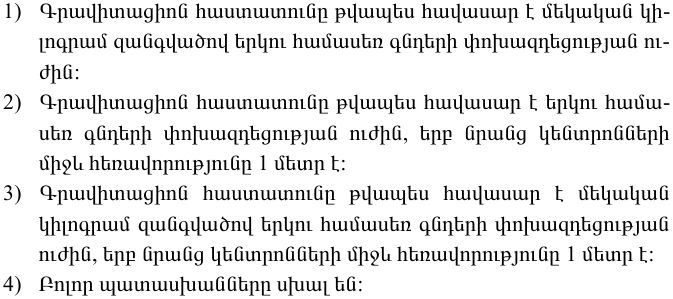 1) Գրավիտացիոն հաստատունը թվապես հավասար է մեկական կի-
լոգրամ զանգվածով երկու համասեռ գնդերի փոխազդեցության ու-
ժին:
2) Գրավիտացիոն հաստատունը թվապես հավասար է երկու համա-
սեռ գնդերի փոխազդեցության ուժին, երբ նրանց կենտրոնների
միջև հեռավորությունը 1 մետր է:
3) Գրավիտացիոն հաստատունը թվապես հավասար է մեկական
կիլոգրամ զանգվածով երկու համասեռ գնդերի փոխազդեցության
ուժին, երբ նրանց կենտրոնների միջև հեռավորությունը 1 մետր է:
4) Բոլոր պատասխանները սխալ են: